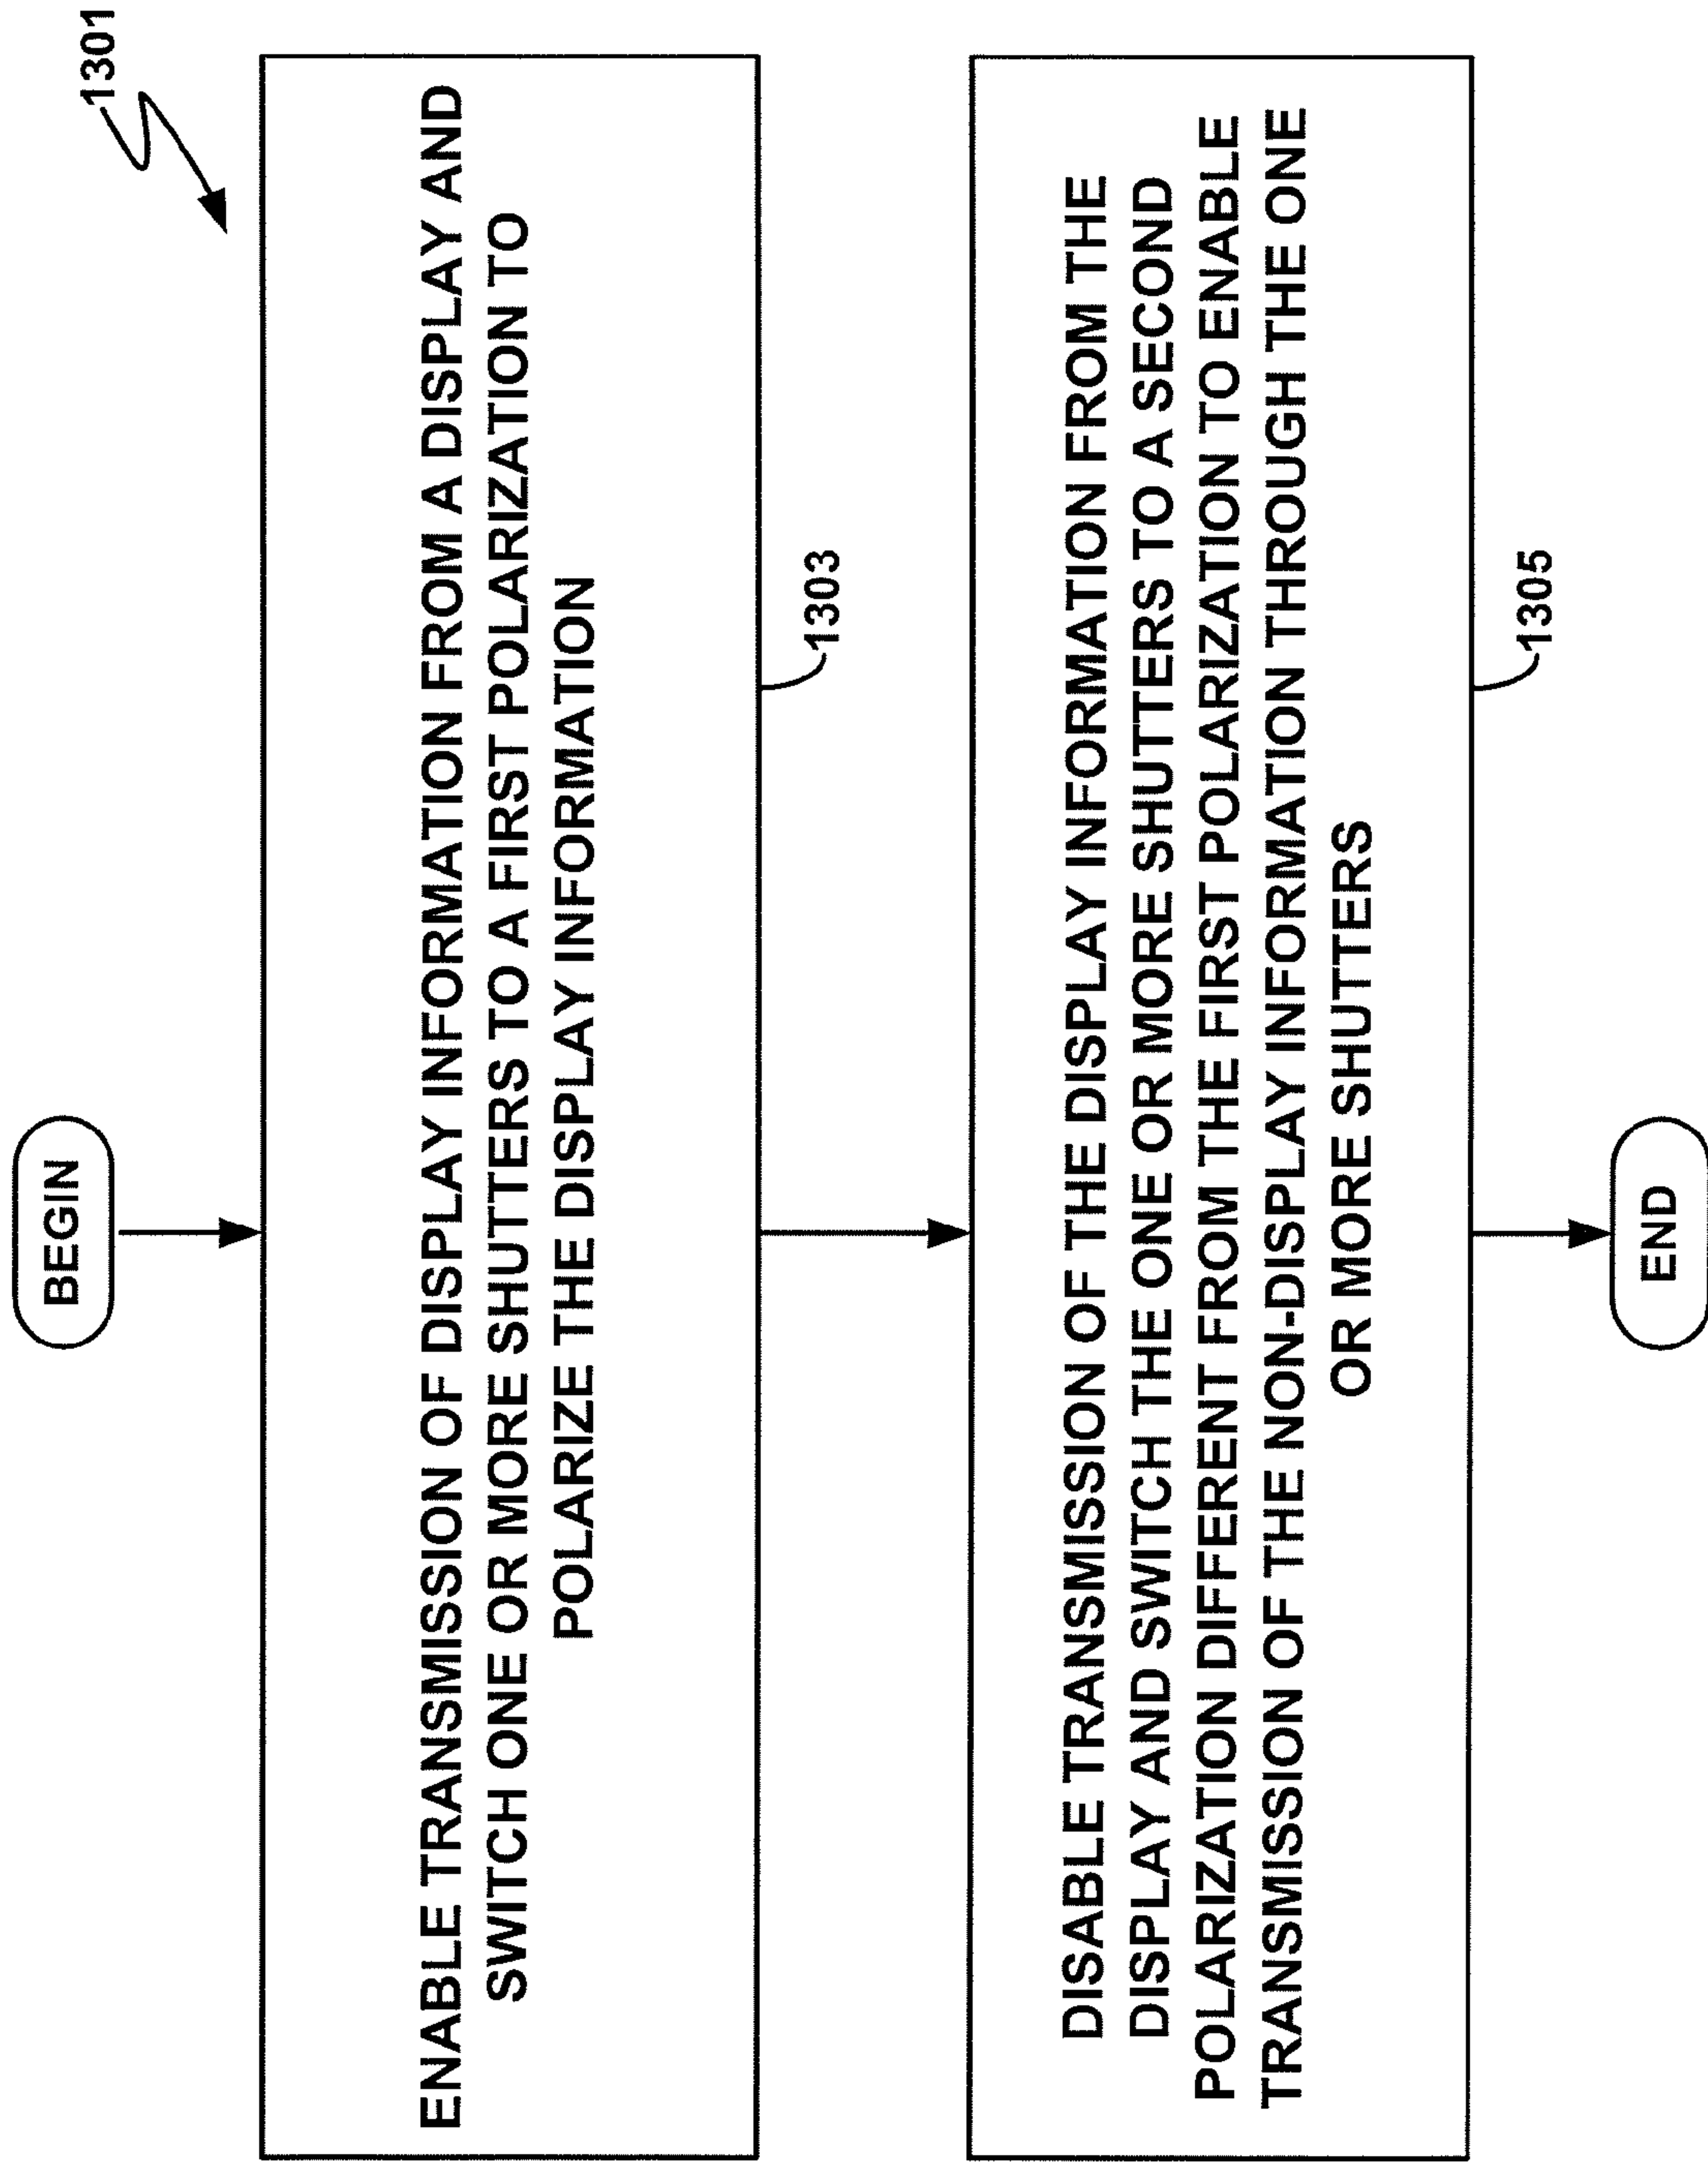 1301
BEGIN
ENABLE TRANSMISSION OF DISPLAY INFORMATION FROM A DISPLAY AND
SWITCH ONE OR MORE SHUTTERS TO A FIRST POLARIZATION TO
POLARIZE THE DISPLAY INFORMATION
1303
DISABLE TRANSMISSION OF THE DISPLAY INFORMATION FROM THE
DISPLAY AND SWITCH THE ONE OR MORE SHUTTERS TO A SECOND
POLARIZATION DIFFERENT FROM THE FIRST POLARIZATION TO ENABLE
TRANSMISSION OF THE NON-DISPLAY INFORMATION THROUGH THE ONE
OR MORE SHUTTERS
1305
END